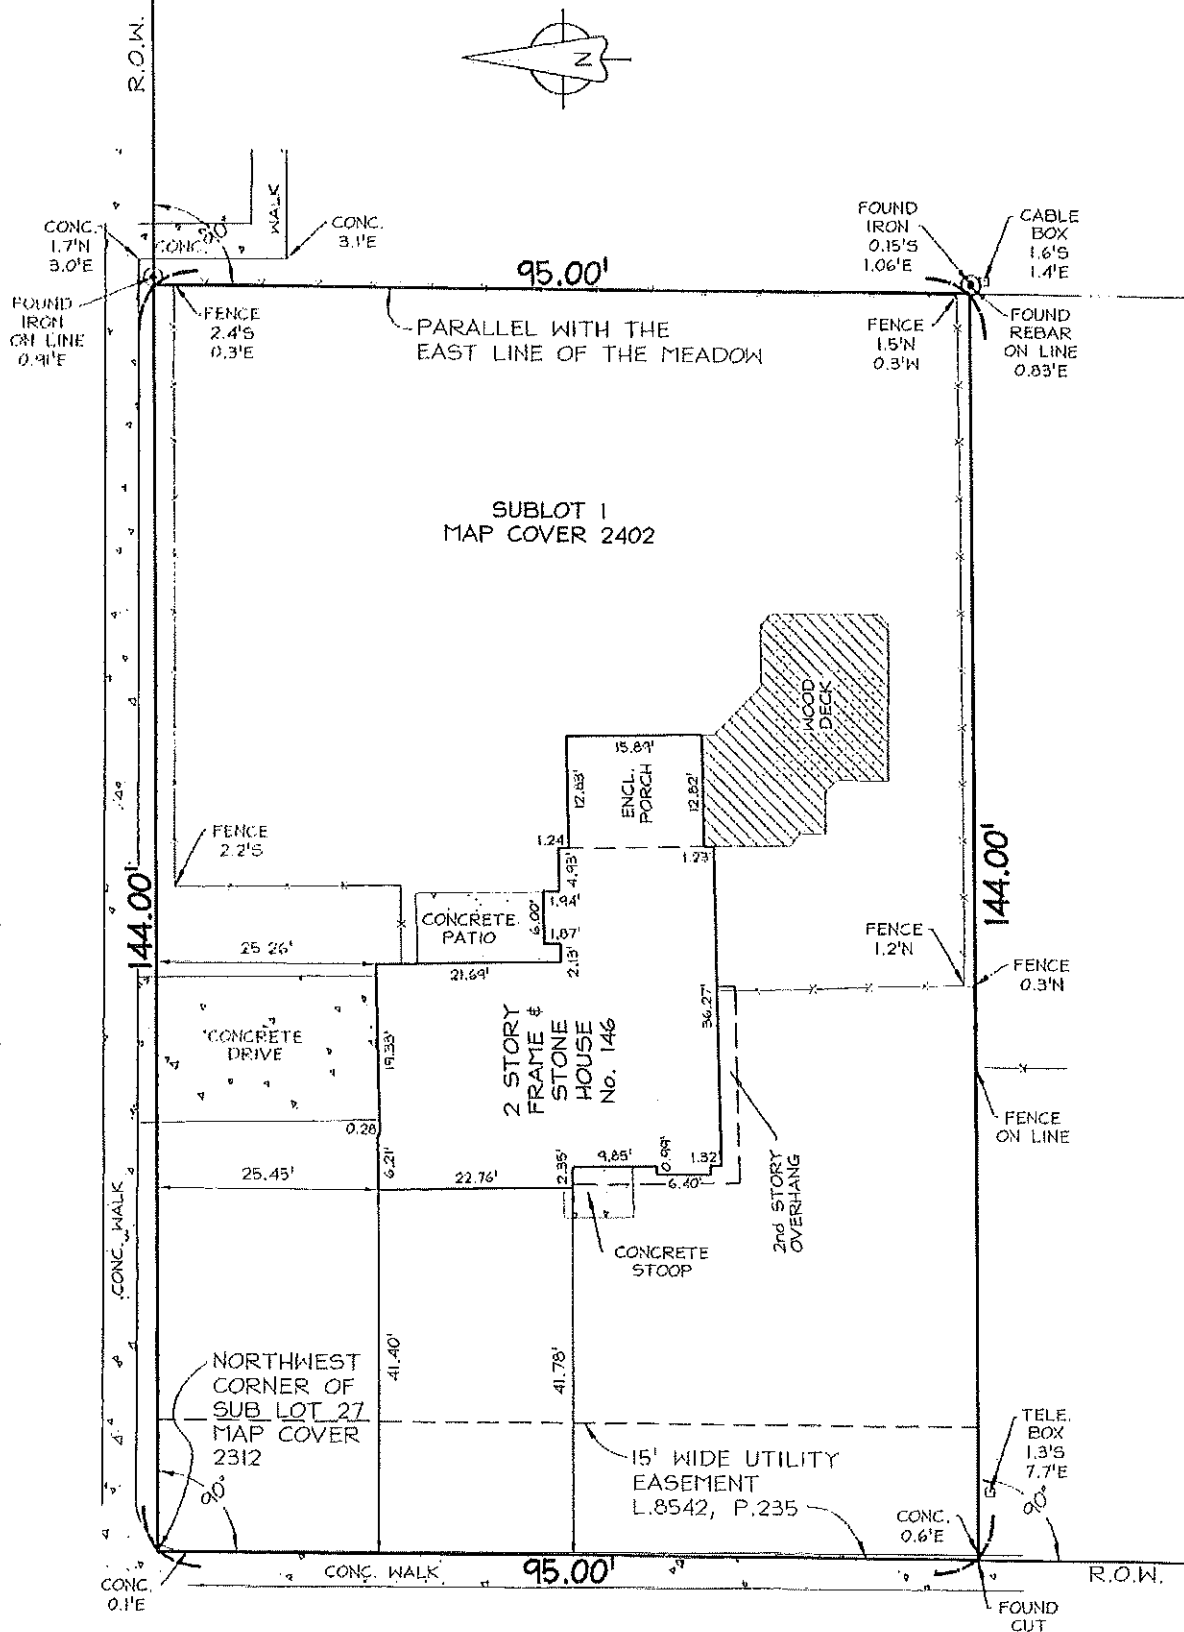 R.O.W.
N
WALK
CONC.
1.7'N
3.0'E
CONC.
90°
CONC.
3.1'E
FOUND
IRON
0.15'S
1.06'E
CABLE
BOX
1.6'S
1.4'E
95.00'
FOUND
IRON
ON LINE
0.91'E
FENCE
2.4'S
0.3'E
PARALLEL WITH THE
EAST LINE OF THE MEADOW
FENCE
1.5'N
0.3'W
FOUND
REBAR
ON LINE
0.83'E
SUBLOT 1
MAP COVER 2402
WOOD
DECK
15.89'
12.83'
ENCL.
PORCH
12.82'
FENCE
2.2'S
1.24'
1.23'
4.93'
144.00'
144.00'
CONCRETE
PATIO
6.00'
1.94'
1.87'
2.13'
25.26'
21.69'
FENCE
1.2'N
FENCE
0.3'N
36.27'
CONCRETE
DRIVE
19.33'
2 STORY
FRAME &
STONE
HOUSE
No. 146
0.28
FENCE
ON LINE
6.21'
25.45'
22.76'
2.35'
9.85'
0.99'
1.32'
6.40'
2nd STORY
OVERHANG
CONC. WALK
CONCRETE
STOOP
41.40'
41.78'
NORTHWEST
CORNER OF
SUB LOT 27
MAP COVER
2312
15' WIDE UTILITY
EASEMENT
L.8542, P.235
TELE.
BOX
1.3'S
7.7'E
90°
90°
CONC.
0.6'E
CONC.
0.1'E
CONC. WALK
95.00'
R.O.W.
FOUND
CUT